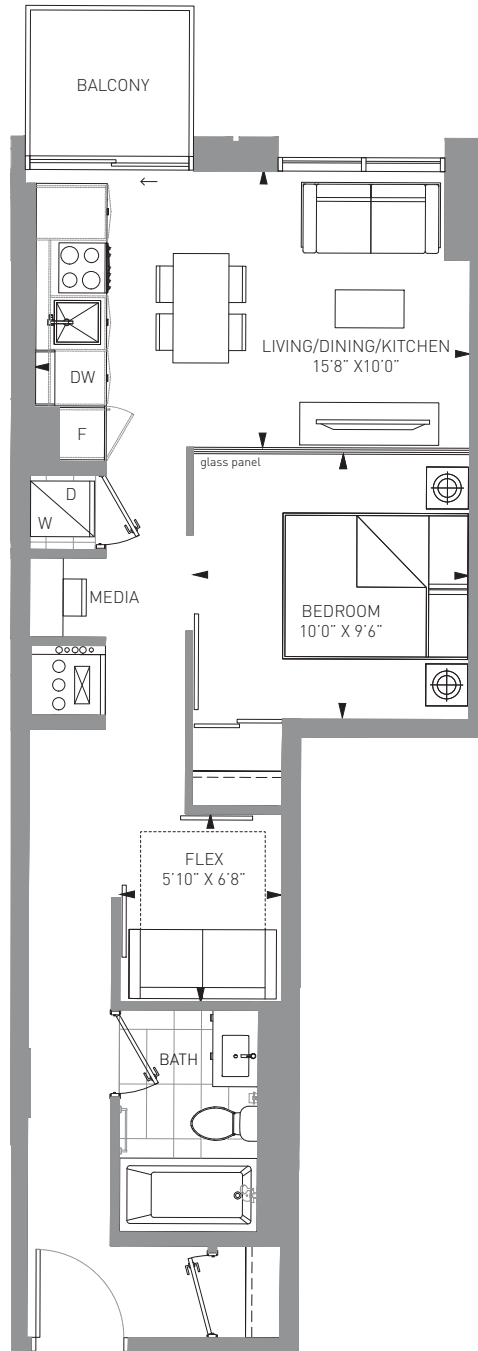 BALCONY
LIVING/DINING/KITCHEN
15'8" X10'0"
DW
F
glass panel
D
W
MEDIA
BEDROOM
10'0" X 9'6"
FLEX
5'10" X 6'8"
BATH